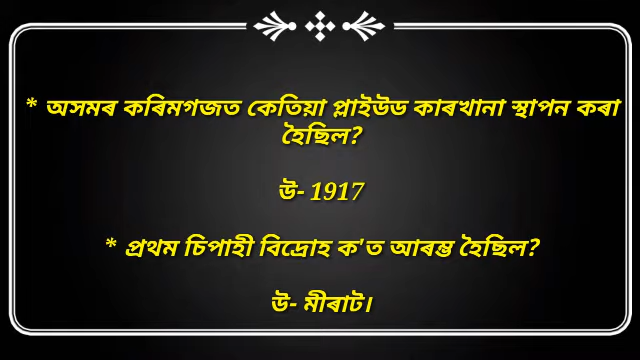 * অসমৰ কৰিমগজত কেতিয়া প্লাইউড কাৰখানা স্থাপন কৰা
হৈছিল?
উ- 1917
* প্ৰথম চিপাহী বিদ্ৰোহ ক'ত আৰম্ভ হৈছিল?
উ- মীৰাট।